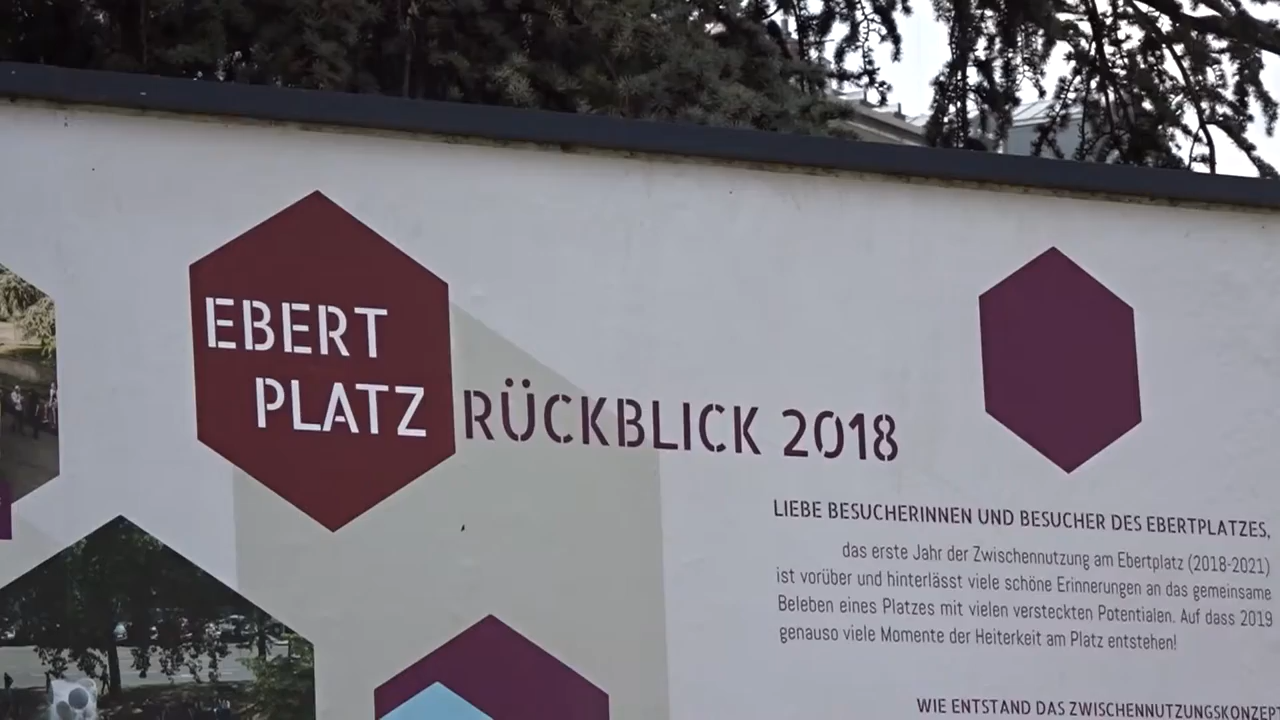 EBERT
PLATZ
RÜCKBLICK 2018
LIEBE BESUCHERINNEN UND BESUCHER DES EBERTPLATZES,
das erste Jahr der Zwischennutzung am Ebertplatz (2018-2021)
ist vorüber und hinterlässt viele schöne Erinnerungen an das gemeinsame
Beleben eines Platzes mit vielen versteckten Potentialen. Auf dass 2019
genauso viele Momente der Heiterkeit am Platz entstehen!
WIE ENTSTAND DAS ZWISCHENNUTZUNGSKONZEPT